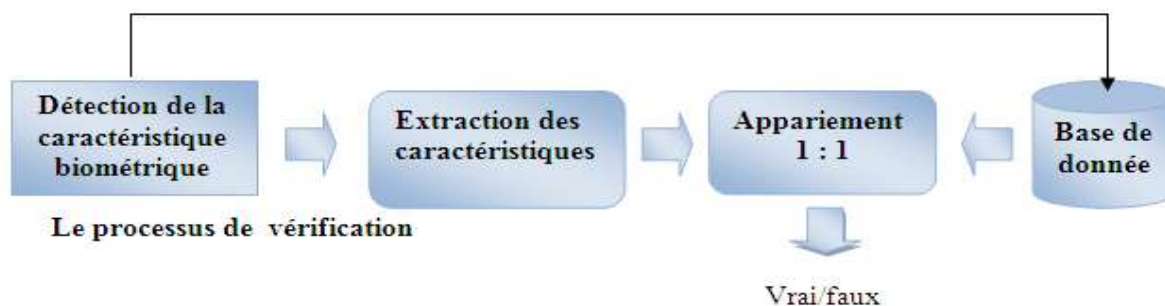 Détection de la
caractéristique
biométrique
Extraction des
caractéristiques
Appariement
1 : 1
Base de
donnée
Le processus de vérification
Vrai/faux